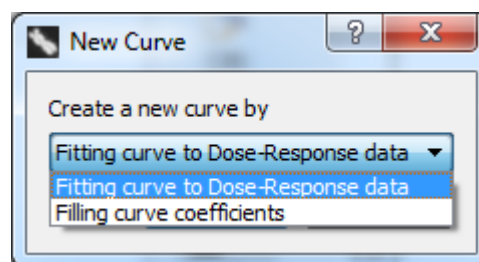 New Curve
?
X
Create a new curve by
Fitting curve to Dose-Response data
Fitting curve to Dose-Response data
Filling curve coefficients